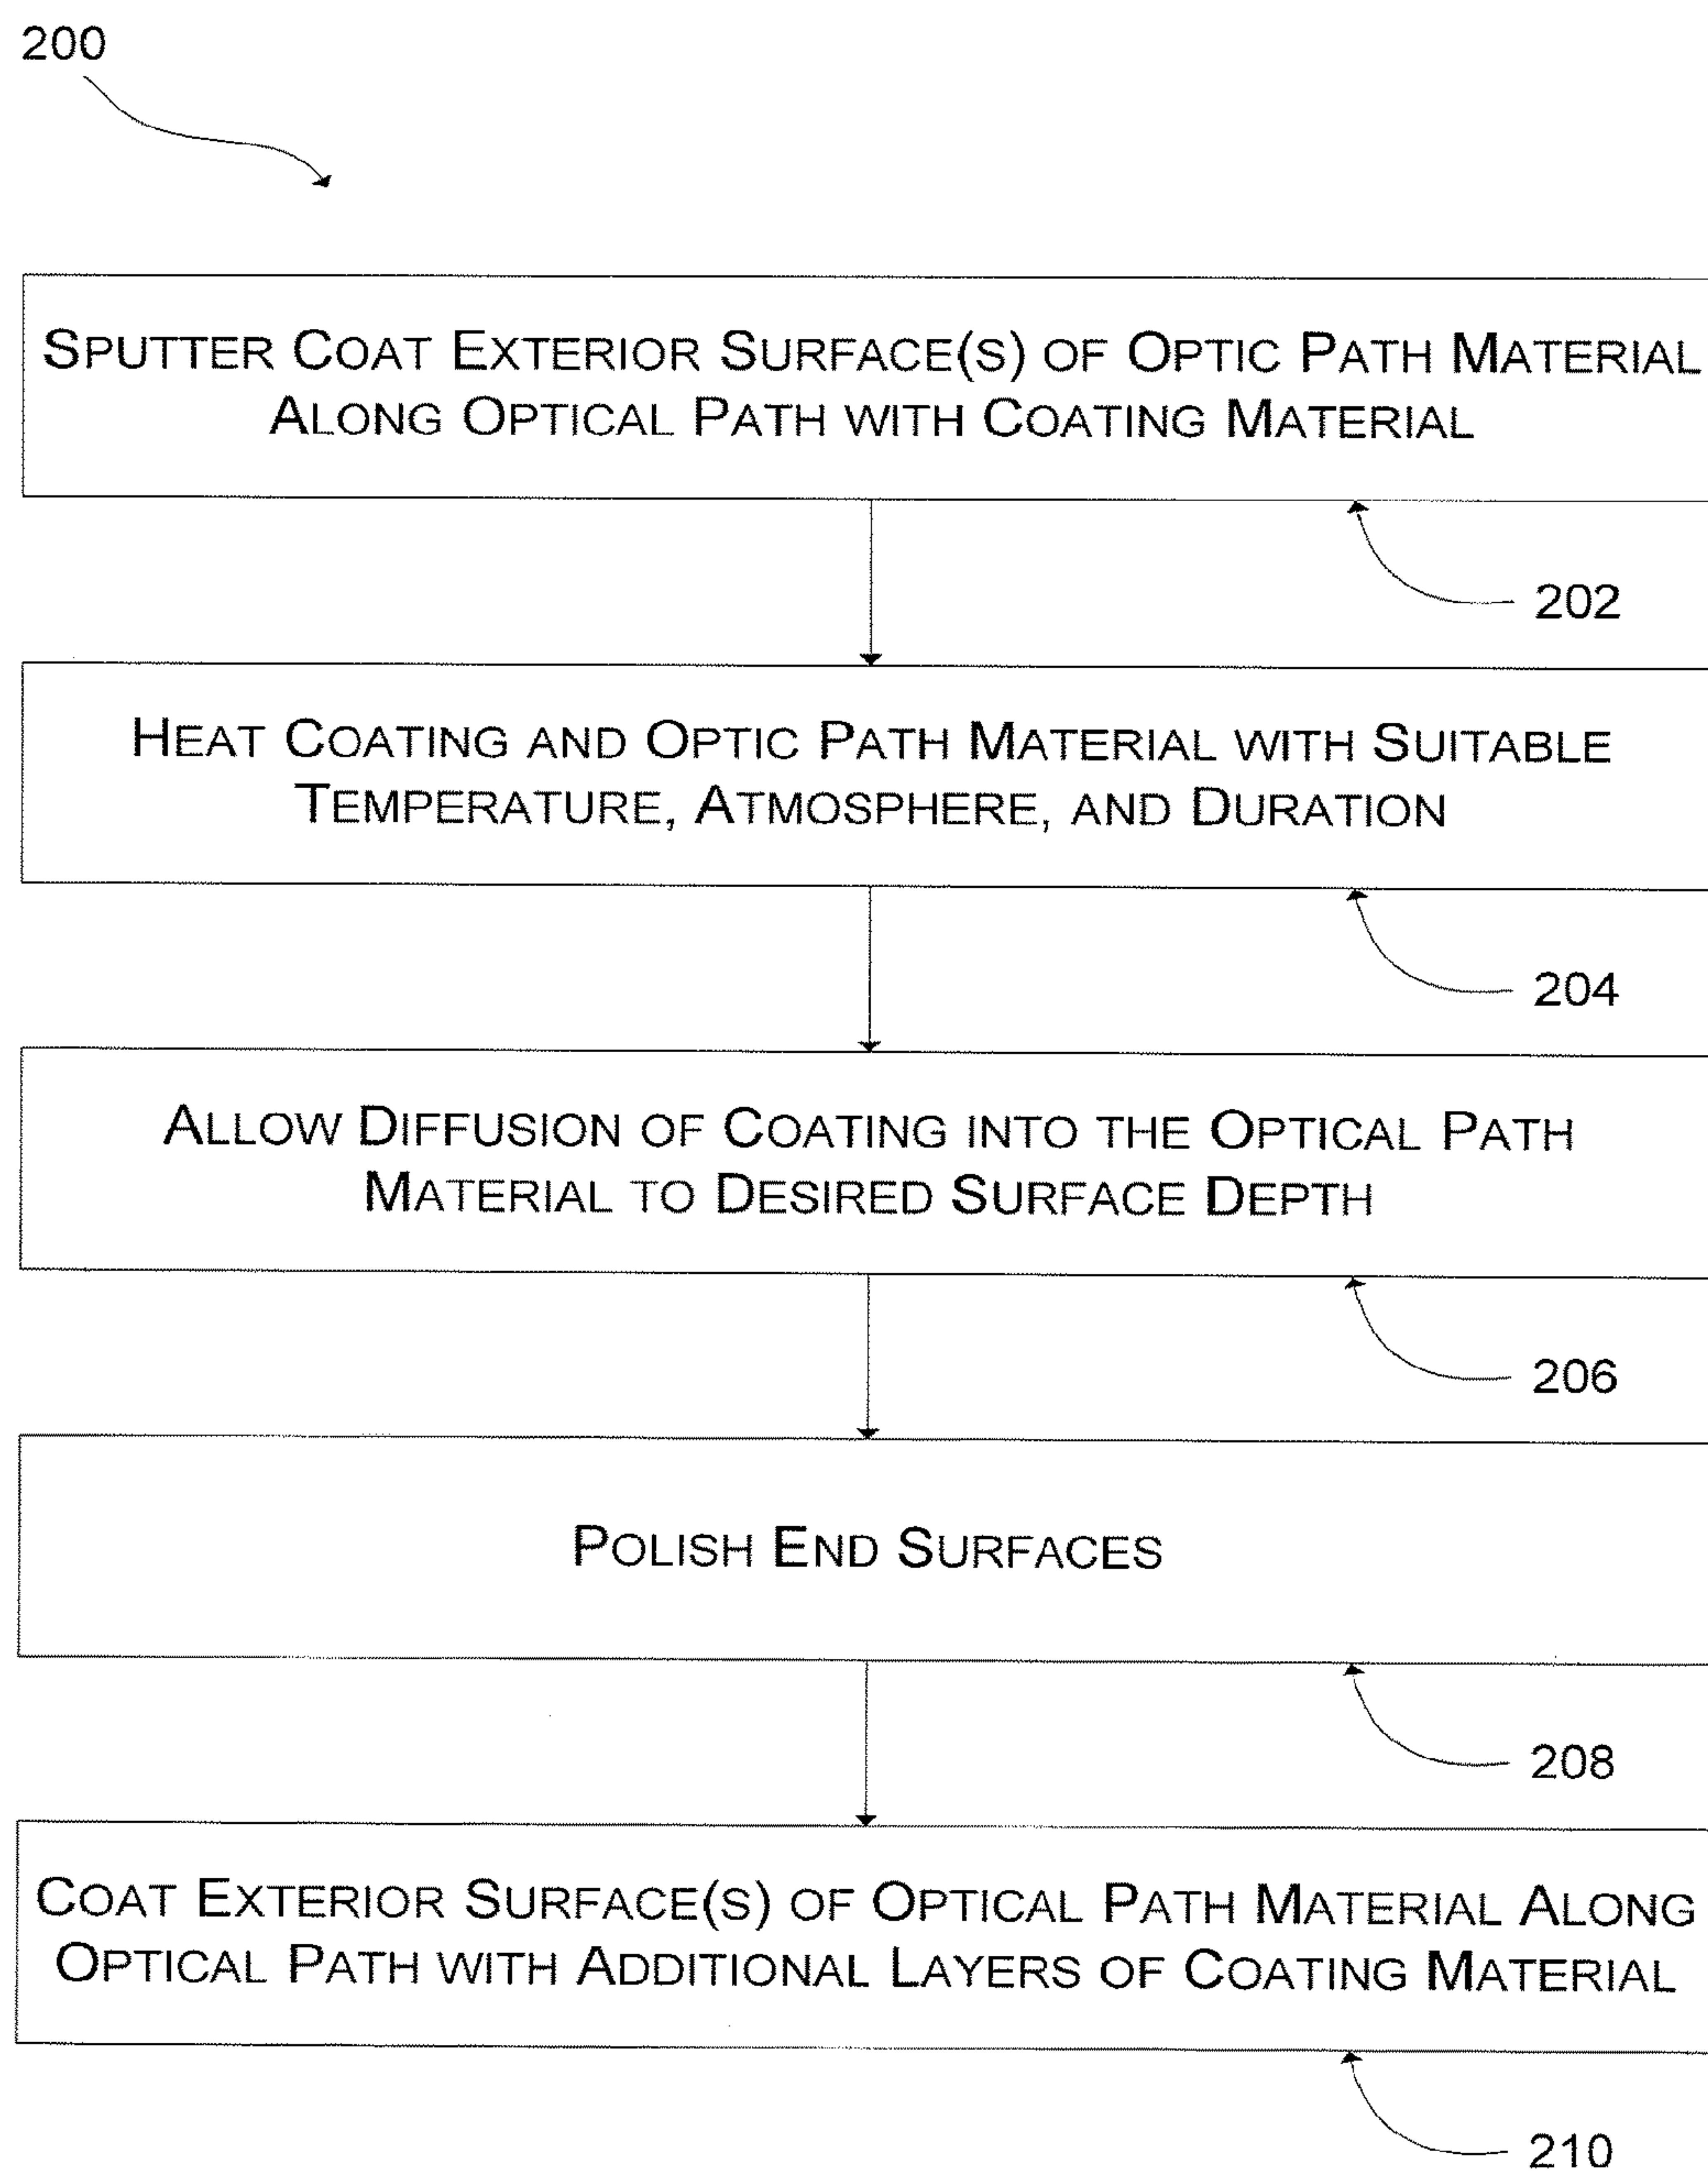 200
SPUTTER COAT EXTERIOR SURFACE(S) OF OPTIC PATH MATERIAL
ALONG OPTICAL PATH WITH COATING MATERIAL
202
HEAT COATING AND OPTIC PATH MATERIAL WITH SUITABLE
TEMPERATURE, ATMOSPHERE, AND DURATION
204
ALLOW DIFFUSION OF COATING INTO THE OPTICAL PATH
MATERIAL TO DESIRED SURFACE DEPTH
206
POLISH END SURFACES
208
COAT EXTERIOR SURFACE(S) OF OPTICAL PATH MATERIAL ALONG
OPTICAL PATH WITH ADDITIONAL LAYERS OF COATING MATERIAL
210